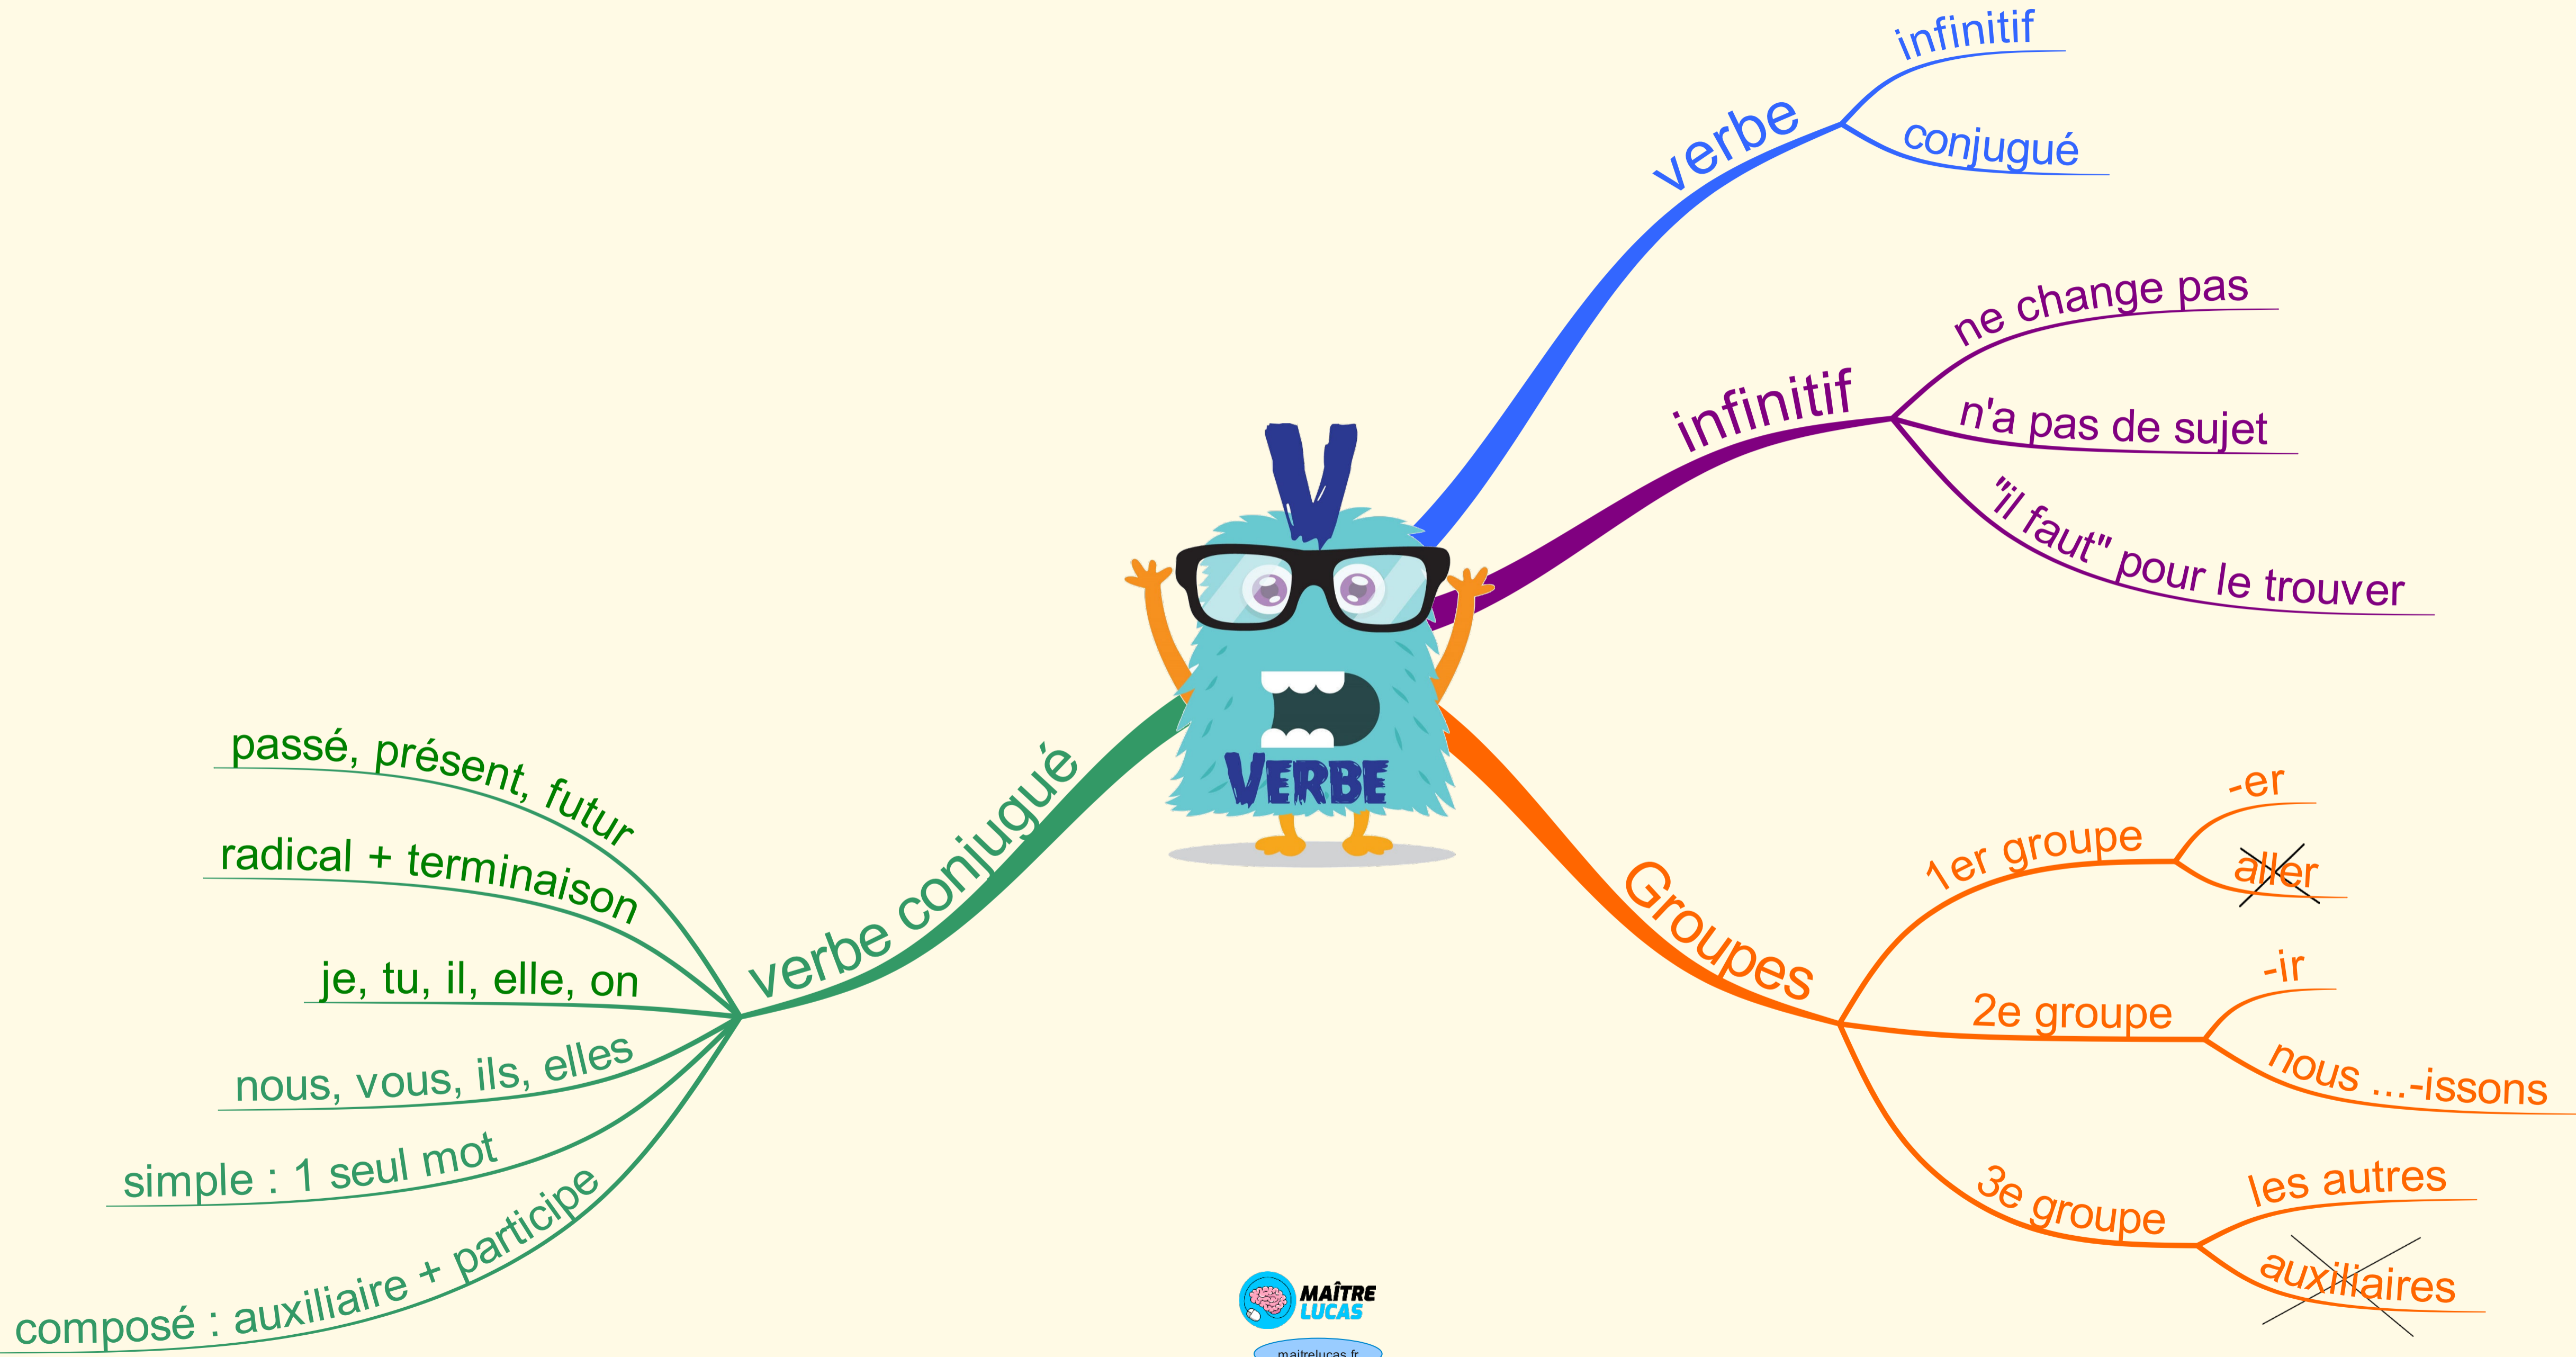 V
VERBE
verbe
infinitif
conjugué
infinitif
ne change pas
n'a pas de sujet
"il faut" pour le trouver
Groupes
1er groupe
-er
aller
2e groupe
-ir
nous ...-issons
3e groupe
les autres
auxiliaires
verbe conjugué
passé, présent, futur
radical + terminaison
je, tu, il, elle, on
nous, vous, ils, elles
simple : 1 seul mot
composé : auxiliaire + participe
MAÎTRE
LUCAS
maitrelucas.fr